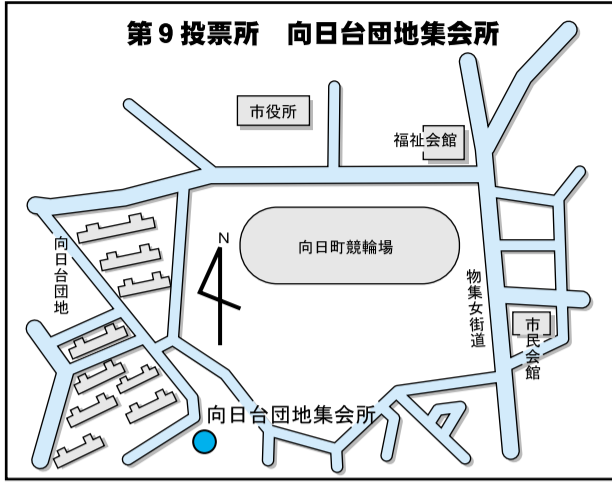 第9投票所　向日台団地集会所
市役所
福祉会館
N
向日町競輪場
向日台団地
物集女街道
市民会館
向日台団地集会所